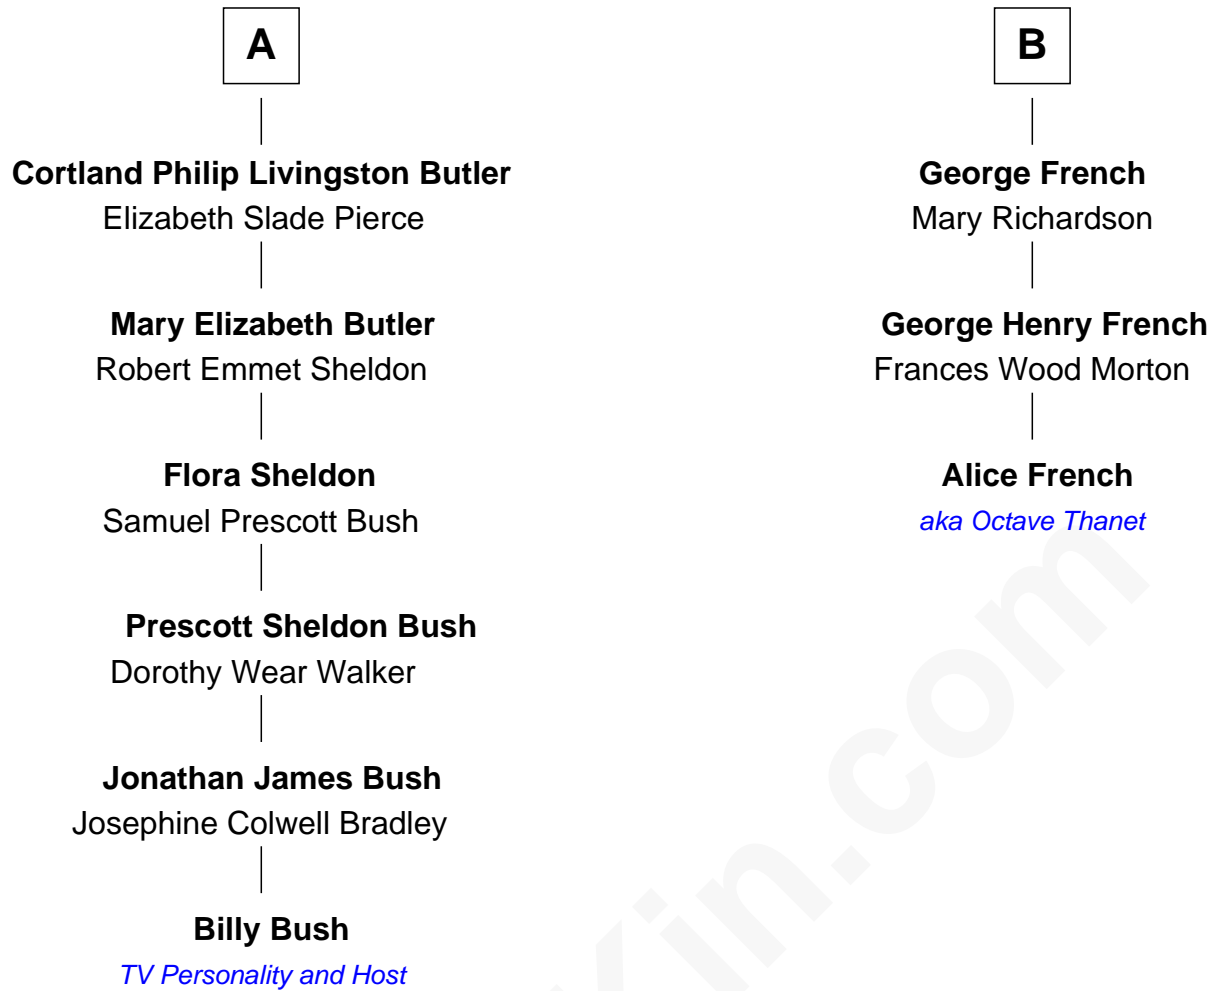 A
Cortland Philip Livingston Butler
Elizabeth Slade Pierce
Mary Elizabeth Butler
Robert Emmet Sheldon
Flora Sheldon
Samuel Prescott Bush
Prescott Sheldon Bush
Dorothy Wear Walker
Jonathan James Bush
Josephine Colwell Bradley
Billy Bush
TV Personality and Host
B
George French
Mary Richardson
George Henry French
Frances Wood Morton
Alice French
aka Octave Thanet